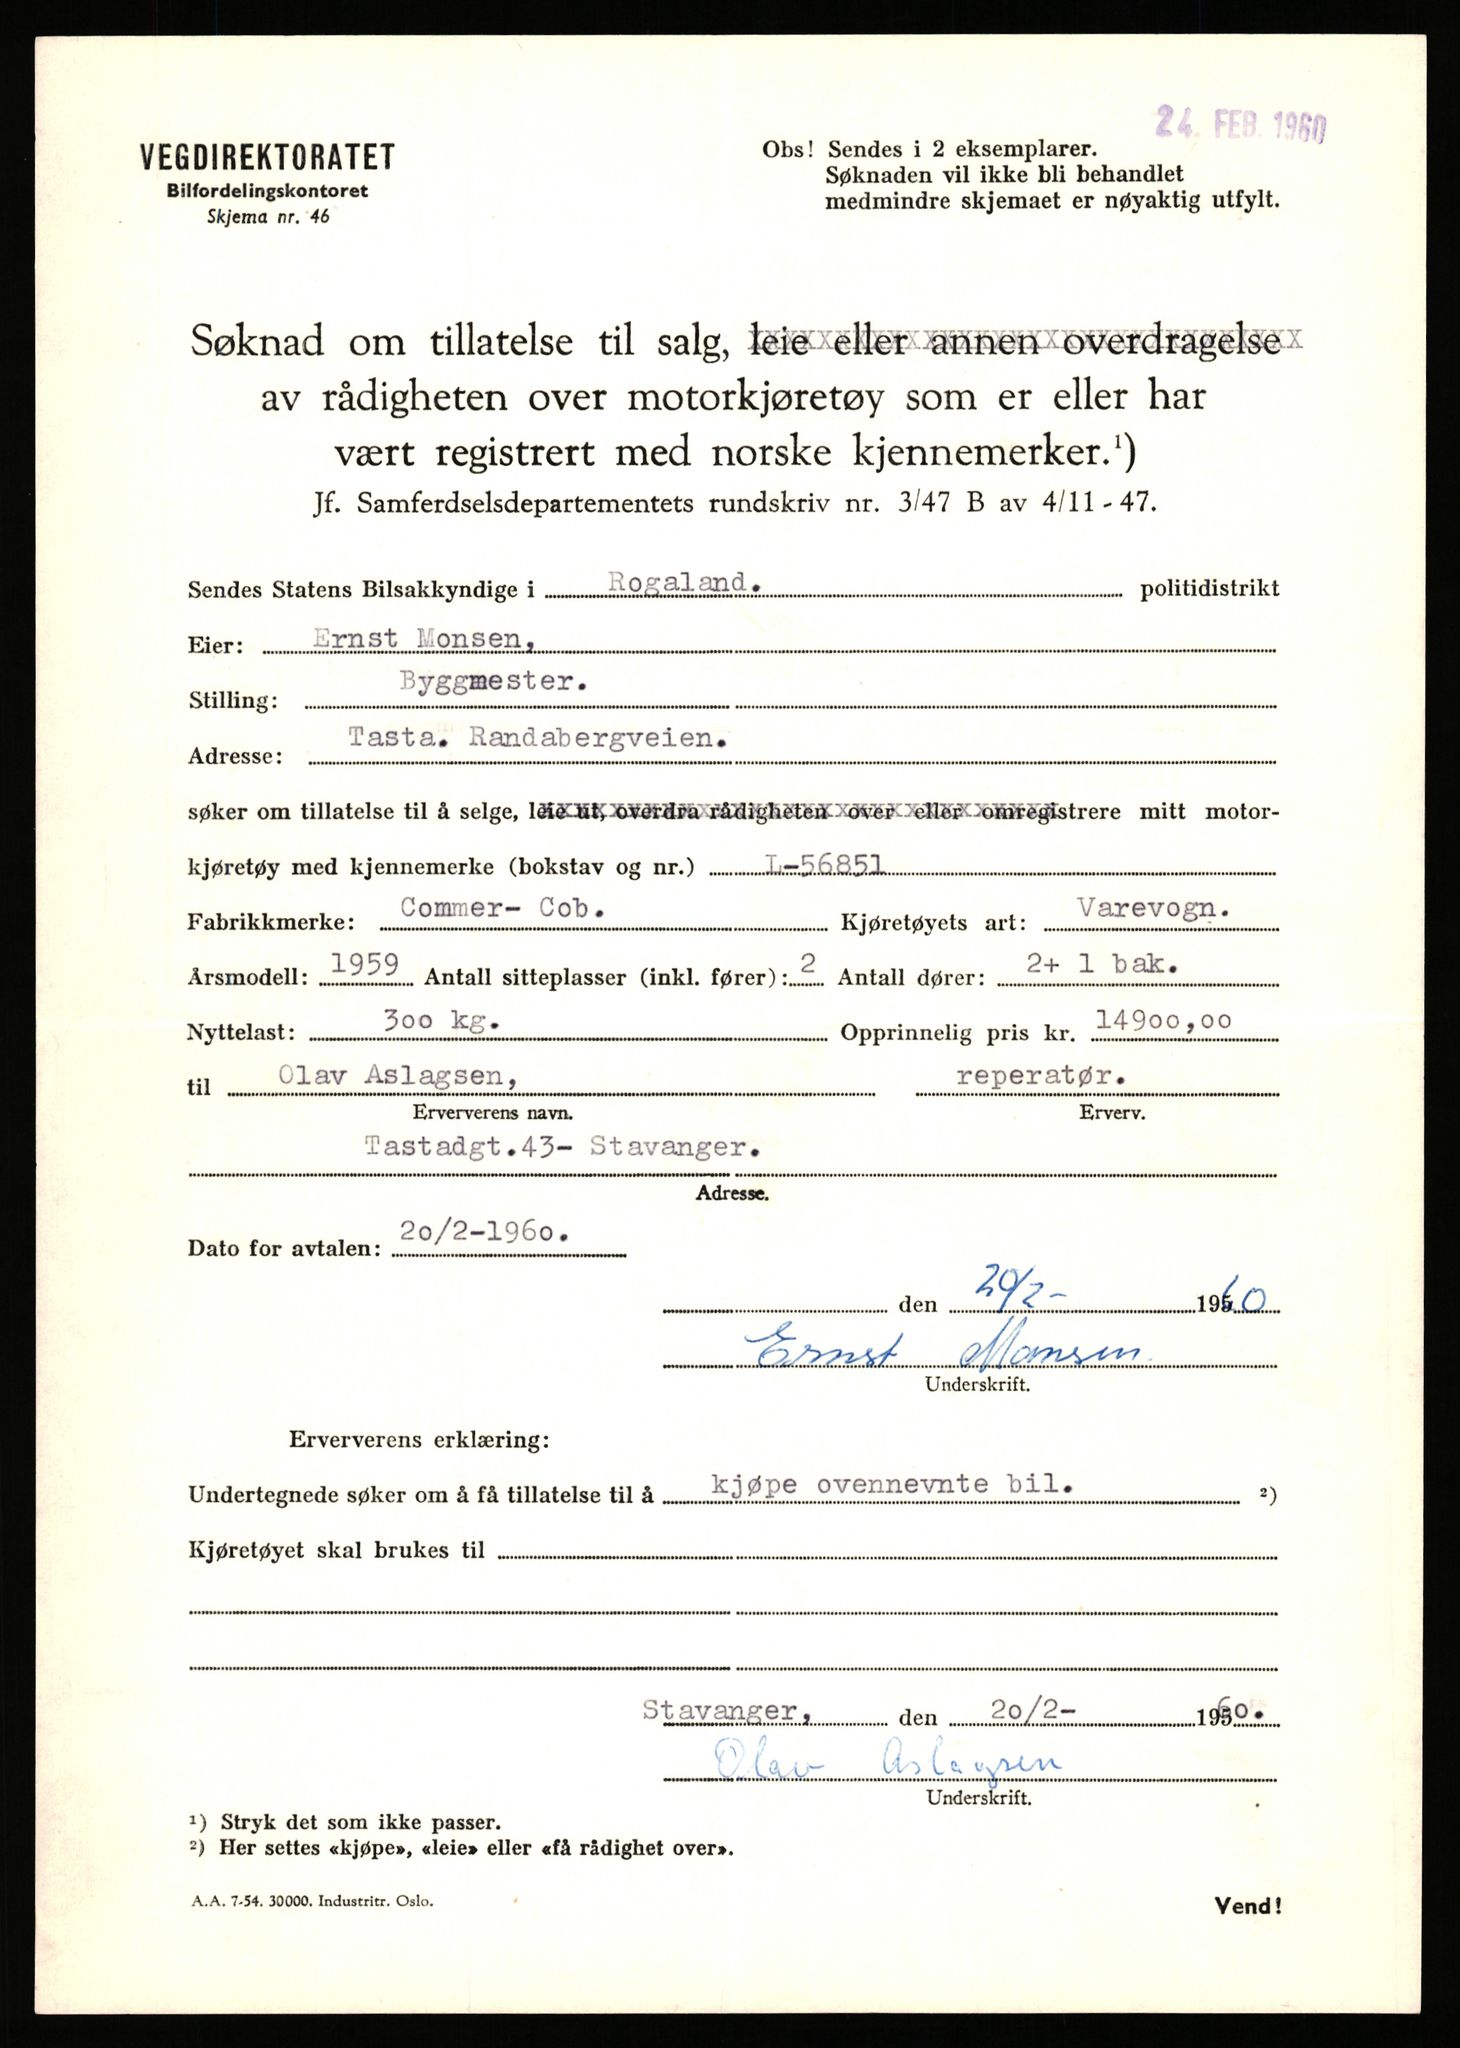 24. FEB. 1960
VEGDIREKTORATET
Bilfordelingskontoret
Skjema nr. 46
Obs! Sendes i 2 eksemplarer.
Søknaden vil ikke bli behandlet
medmindre skjemaet er nøyaktig utfylt.
Søknad om tillatelse til salg, leie eller annen overdragelse
av rådigheten over motorkjøretøy som er eller har
vært registrert med norske kjennemerker.¹)
Jf. Samferdselsdepartementets rundskriv nr. 3/47 B av 4/11-47.
Sendes Statens Bilsakkyndige i Rogaland. politidistrikt
Eier: Ernst Monsen,
Stilling: Byggmester.
Adresse: Tasta. Randabergveien.
søker om tillatelse til å selge, leie ut, overdra rådigheten over eller omregistrere mitt motor-
kjøretøy med kjennemerke (bokstav og nr.) L-56851
Fabrikkmerke: Commer- Cob. Kjøretøyets art: Varevogn.
Årsmodell: 1959 Antall sitteplasser (inkl. fører): 2 Antall dører: 2+ 1 bak.
Nyttelast: 300 kg. Opprinnelig pris kr. 14900,00
til Olav Aslagsen, reperatør.
Erververens navn. Erverv.
Tastadgt.43- Stavanger.
Adresse.
Dato for avtalen: 20/2-1960.
den 20/2- 1960
Ernst Monsen
Underskrift.
Erververens erklæring:
Undertegnede søker om å få tillatelse til å kjøpe ovennevnte bil. ²)
Kjøretøyet skal brukes til
Stavanger, den 20/2- 1960.
Olav Aslagsen
Underskrift.
¹) Stryk det som ikke passer.
²) Her settes «kjøpe», «leie» eller «få rådighet over».
A.A. 7-54. 30000. Industritr. Oslo.
Vend!